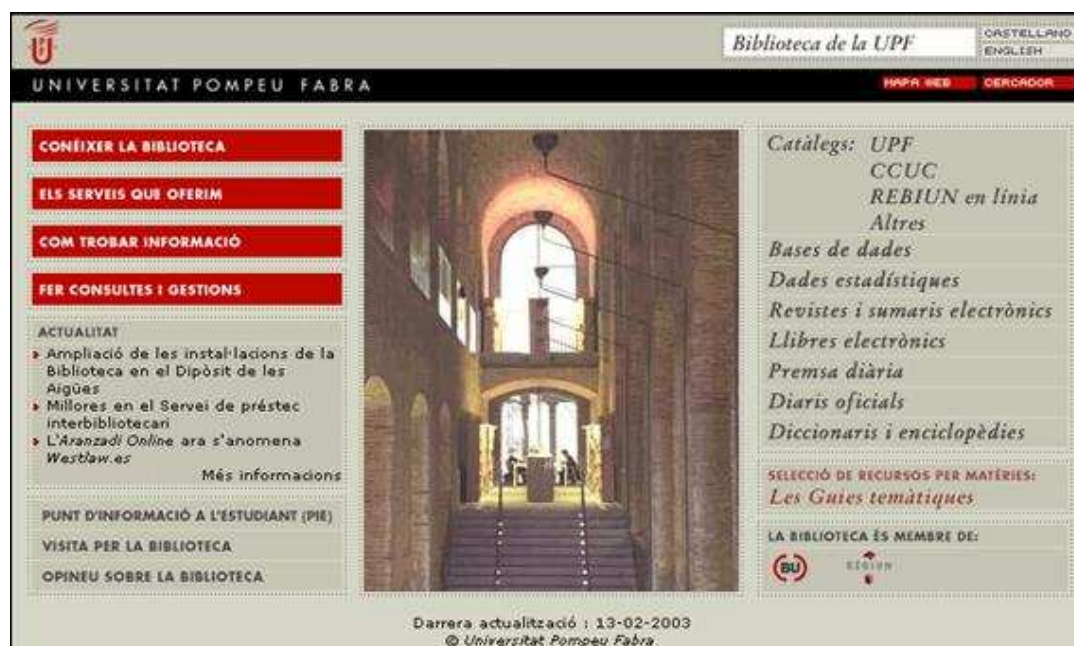 Biblioteca de la UPF
CASTELLANO
ENGLISH
UNIVERSITAT POMPEU FABRA
MAPA WEB
CERCADOR
CONÈIXER LA BIBLIOTECA
ELS SERVEIS QUE OFERIM
COM TROBAR INFORMACIÓ
FER CONSULTES I GESTIONS
ACTUALITAT
Ampliació de les instal·lacions de la
Biblioteca en el Dipòsit de les
Aigües
Millores en el Servei de préstec
interbibliotecari
L'Aranzadi Online ara s'anomena
Westlaw.es
Més informacions
PUNT D'INFORMACIÓ A L'ESTUDIANT (PIE)
VISITA PER LA BIBLIOTECA
OPINEU SOBRE LA BIBLIOTECA
Catàlegs: UPF
CCUC
REBIUN en línia
Altres
Bases de dades
Dades estadístiques
Revistes i sumaris electrònics
Llibres electrònics
Premsa diària
Diaris oficials
Diccionaris i enciclopèdies
SELECCIÓ DE RECURSOS PER MATÈRIES:
Les Guies temàtiques
LA BIBLIOTECA ÉS MEMBRE DE:
BU
REBIUN
Darrera actualització : 13-02-2003
© Universitat Pompeu Fabra